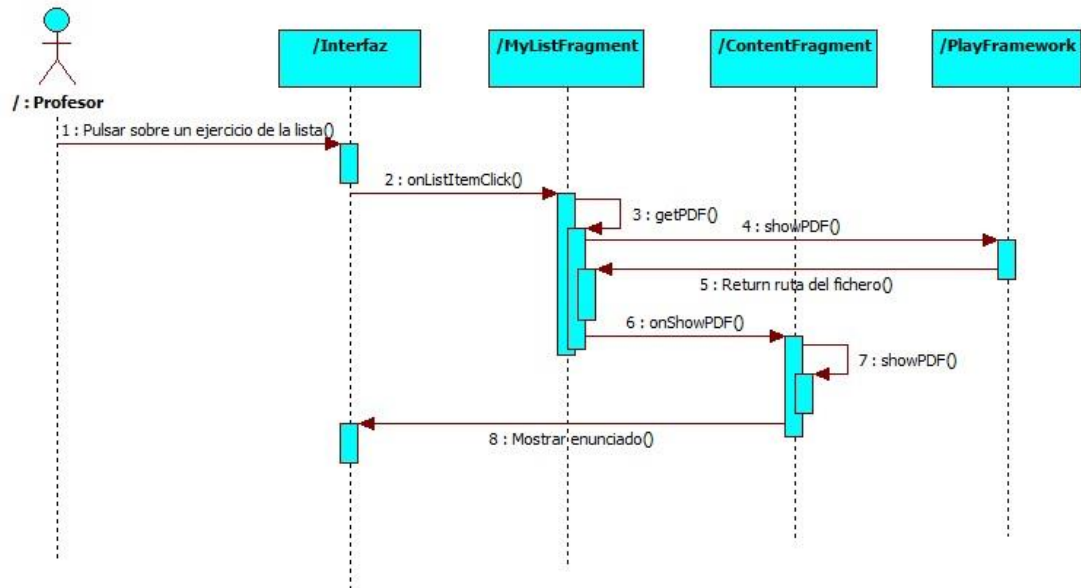 /Interfaz
/MyListFragment
/ContentFragment
/PlayFramework
/ : Profesor
1 : Pulsar sobre un ejercicio de la lista()
2 : onListItemClick()
3 : getPDF()
4 : showPDF()
5 : Return ruta del fichero()
6 : onShowPDF()
7 : showPDF()
8 : Mostrar enunciado()